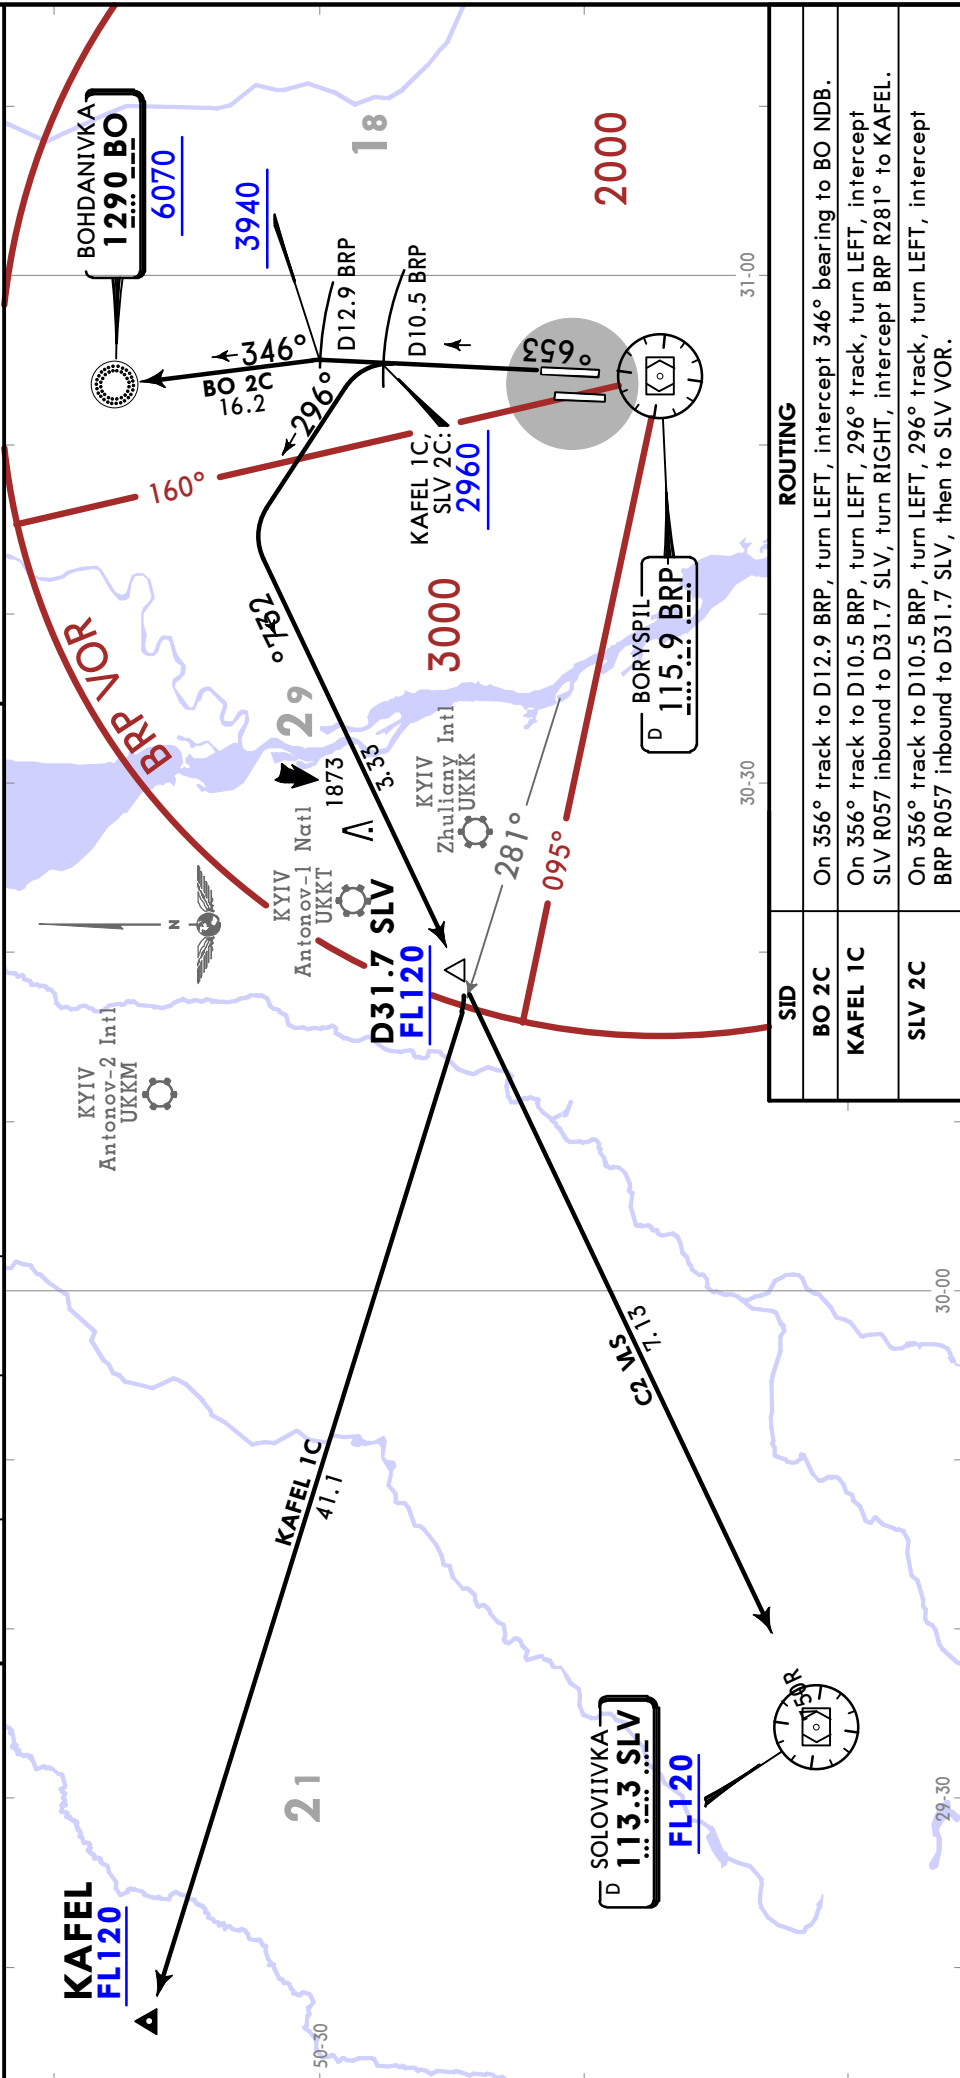 BOHDANIVKA
1290 BO
6070
3940
18
2000
D12.9 BRP
D10.5 BRP
346°
BO 2C
16.2
296°
°653
160°
KAFEL 1C,
SLV 2C:
2960
31-00
BRP VOR
°732
29
3000
D BORYSPIL
115.9 BRP
1873
3.35
KYIV
Zhuliany Intl
UKKK
30-30
KYIV
Antonov-1 Natl
UKKT
281°
095°
N
D31.7 SLV
FL120
KYIV
Antonov-2 Intl
UKKM
30-00
C2 VLS
7.13
KAFEL 1C
41.1
21
D SOLOVIIVKA
113.3 SLV
FL120
50R
29-30
KAFEL
FL120
50-30
SID ROUTING
BO 2C On 356° track to D12.9 BRP, turn LEFT, intercept 346° bearing to BO NDB.
KAFEL 1C On 356° track to D10.5 BRP, turn LEFT, 296° track, turn LEFT, intercept
SLV R057 inbound to D31.7 SLV, turn RIGHT, intercept BRP R281° to KAFEL.
SLV 2C On 356° track to D10.5 BRP, turn LEFT, 296° track, turn LEFT, intercept
BRP R057 inbound to D31.7 SLV, then to SLV VOR.